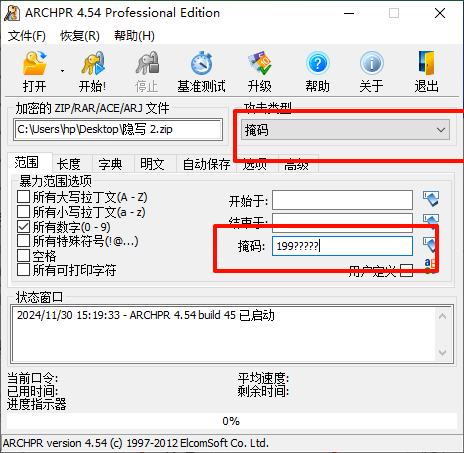 ARCHPR 4.54 Professional Edition
文件(F) 恢复(R) 帮助(H)
打开 开始! 停止 基准测试 升级 帮助 关于 退出
加密的 ZIP/RAR/ACE/ARJ 文件
攻击类型
C:\Users\hp\Desktop\隐写 2.zip
掩码
范围 长度 字典 明文 自动保存 选项 高级
暴力范围选项
所有大写拉丁文(A - Z)
所有小写拉丁文(a - z)
所有数字(0 - 9)
所有特殊符号(!@...)
空格
所有可打印字符
开始于:
结束于:
掩码: 199?????
用户定义
状态窗口
2024/11/30 15:19:33 - ARCHPR 4.54 build 45 已启动
当前口令: 平均速度:
已用时间: 剩余时间:
进度指示器
0%
ARCHPR version 4.54 (c) 1997-2012 ElcomSoft Co. Ltd.